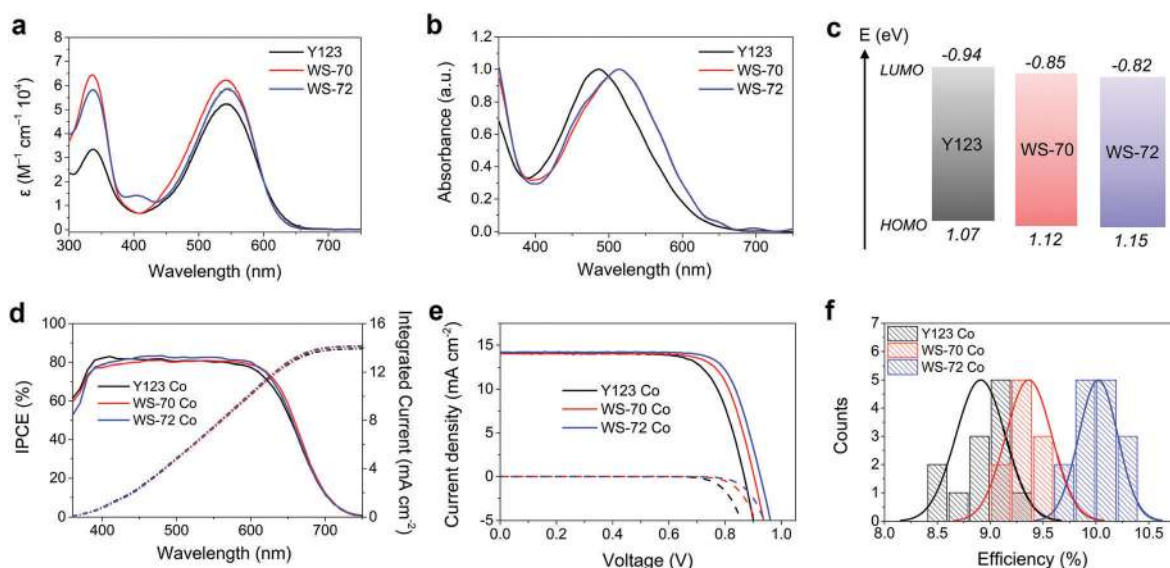 a
8
7
6
5
4
3
2
1
0
ε (M⁻¹ cm⁻¹ 10⁴)
Y123
WS-70
WS-72
300 400 500 600 700
Wavelength (nm)
b
1.2
1.0
0.8
0.6
0.4
0.2
0.0
Absorbance (a.u.)
Y123
WS-70
WS-72
400 500 600 700
Wavelength (nm)
c
E (eV)
LUMO
-0.94 -0.85 -0.82
Y123 WS-70 WS-72
HOMO
1.07 1.12 1.15
d
100
80
60
40
20
0
IPCE (%)
Y123 Co
WS-70 Co
WS-72 Co
16
12
8
4
0
Integrated Current (mA cm⁻²)
400 500 600 700
Wavelength (nm)
e
15
10
5
0
-5
Current density (mA cm⁻²)
Y123 Co
WS-70 Co
WS-72 Co
0.0 0.2 0.4 0.6 0.8 1.0
Voltage (V)
f
7
6
5
4
3
2
1
0
Counts
Y123 Co
WS-70 Co
WS-72 Co
8.0 8.5 9.0 9.5 10.0 10.5
Efficiency (%)